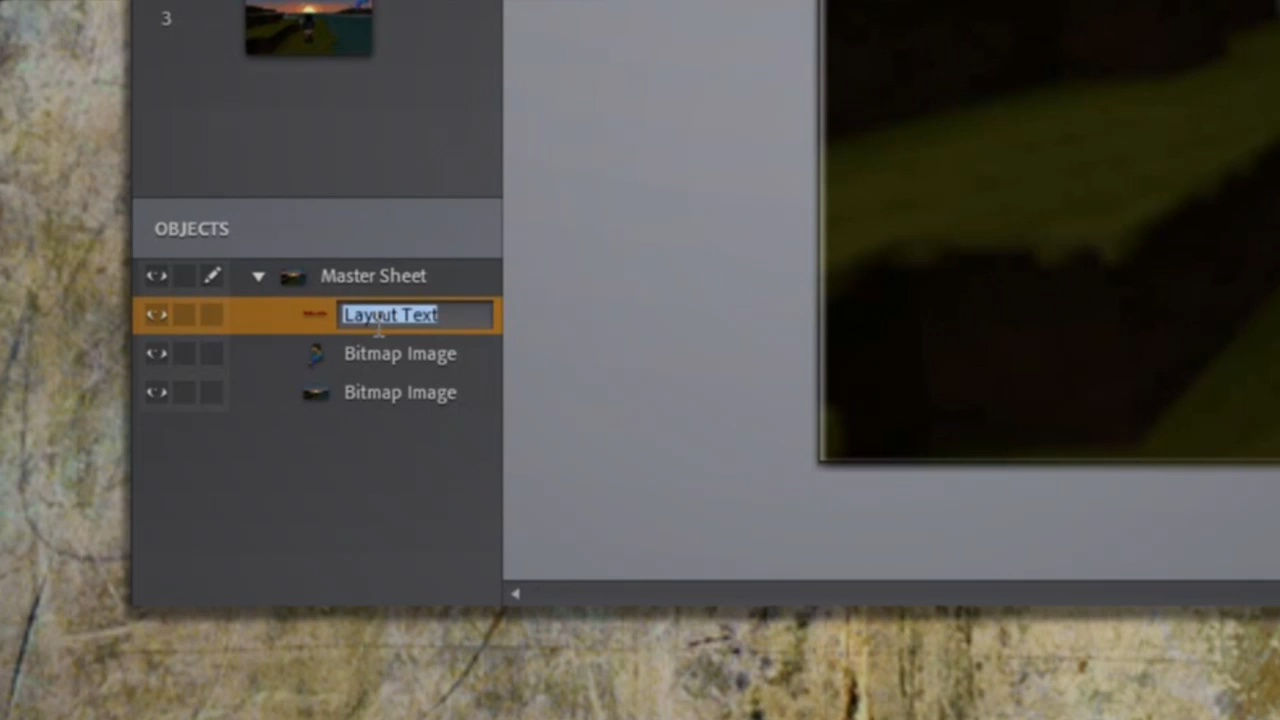 3
OBJECTS
Master Sheet
Layout Text
Bitmap Image
Bitmap Image